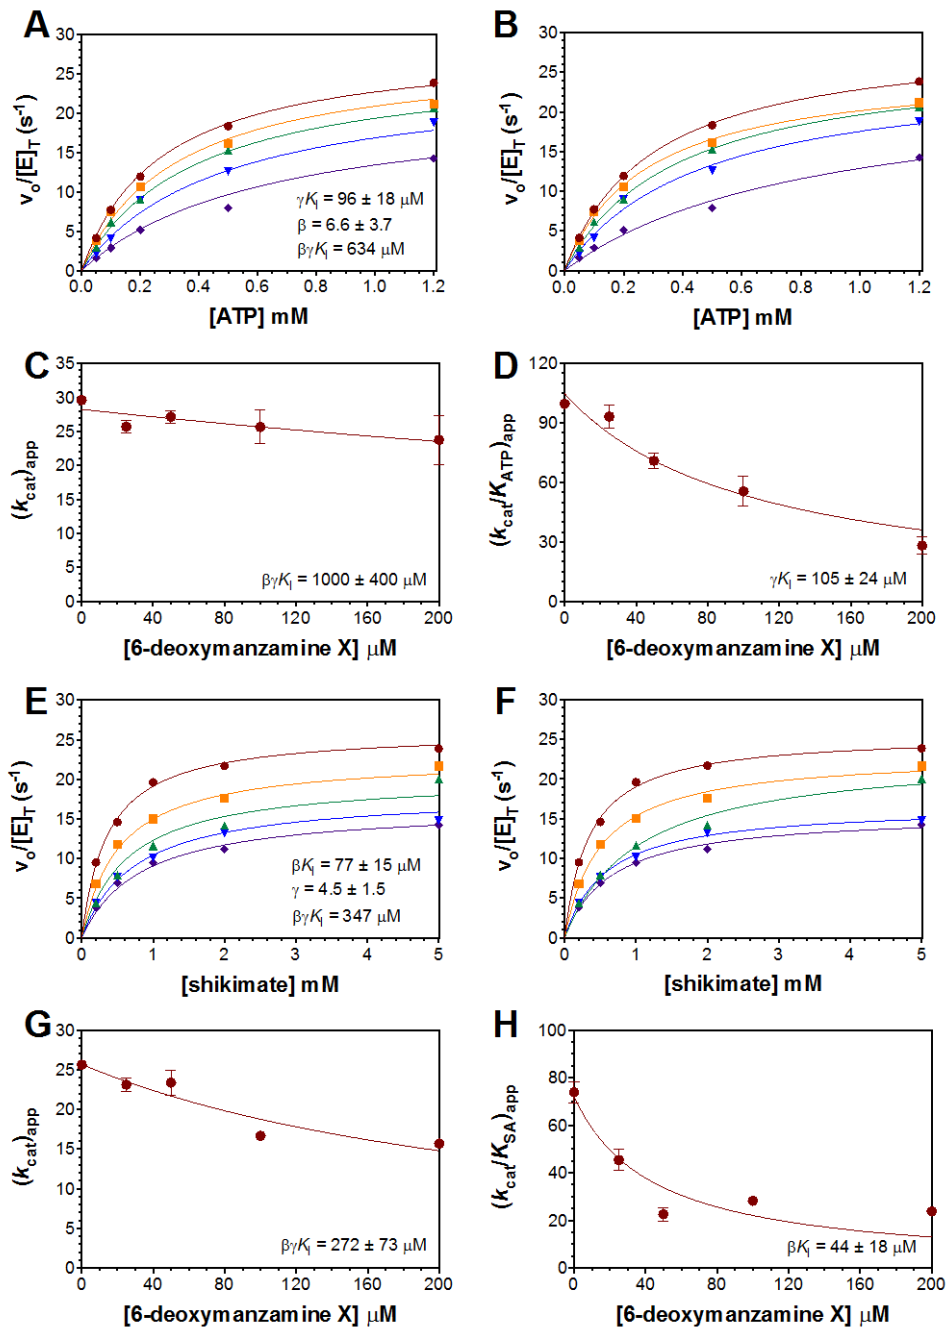 A
v₀/[E]T (s⁻¹)
30
25
20
15
10
5
0
γKI = 96 ± 18 μM
β = 6.6 ± 3.7
βγKI = 634 μM
0.0 0.2 0.4 0.6 0.8 1.0 1.2
[ATP] mM
B
v₀/[E]T (s⁻¹)
30
25
20
15
10
5
0
0.0 0.2 0.4 0.6 0.8 1.0 1.2
[ATP] mM
C
(kcat)app
35
30
25
20
15
10
5
0
βγKI = 1000 ± 400 μM
0 40 80 120 160 200
[6-deoxymanzamine X] μM
D
(kcat/KATP)app
120
90
60
30
0
γKI = 105 ± 24 μM
0 40 80 120 160 200
[6-deoxymanzamine X] μM
E
v₀/[E]T (s⁻¹)
30
25
20
15
10
5
0
βKI = 77 ± 15 μM
γ = 4.5 ± 1.5
βγKI = 347 μM
0 1 2 3 4 5
[shikimate] mM
F
v₀/[E]T (s⁻¹)
30
25
20
15
10
5
0
0 1 2 3 4 5
[shikimate] mM
G
(kcat)app
30
25
20
15
10
5
0
βγKI = 272 ± 73 μM
0 40 80 120 160 200
[6-deoxymanzamine X] μM
H
(kcat/KSA)app
100
80
60
40
20
0
βKI = 44 ± 18 μM
0 40 80 120 160 200
[6-deoxymanzamine X] μM